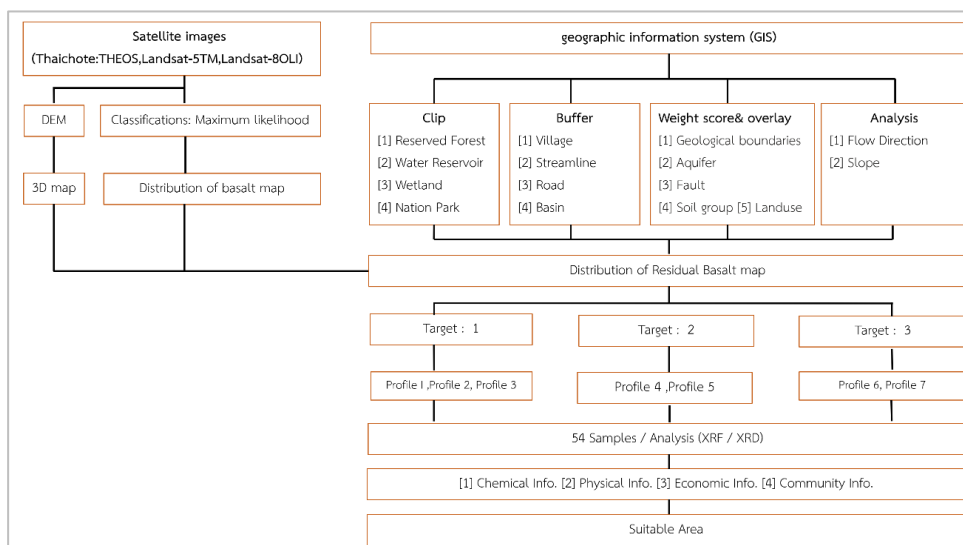 Satellite images
(Thaichote:THEOS,Landsat-5TM,Landsat-8OLI)
DEM
Classifications: Maximum likelihood
3D map
Distribution of basalt map
geographic information system (GIS)
Clip
[1] Reserved Forest
[2] Water Reservoir
[3] Wetland
[4] Nation Park
Buffer
[1] Village
[2] Streamline
[3] Road
[4] Basin
Weight score& overlay
[1] Geological boundaries
[2] Aquifer
[3] Fault
[4] Soil group [5] Landuse
Analysis
[1] Flow Direction
[2] Slope
Distribution of Residual Basalt map
Target : 1
Target : 2
Target : 3
Profile 1 ,Profile 2, Profile 3
Profile 4 ,Profile 5
Profile 6, Profile 7
54 Samples / Analysis (XRF / XRD)
[1] Chemical Info. [2] Physical Info. [3] Economic Info. [4] Community Info.
Suitable Area